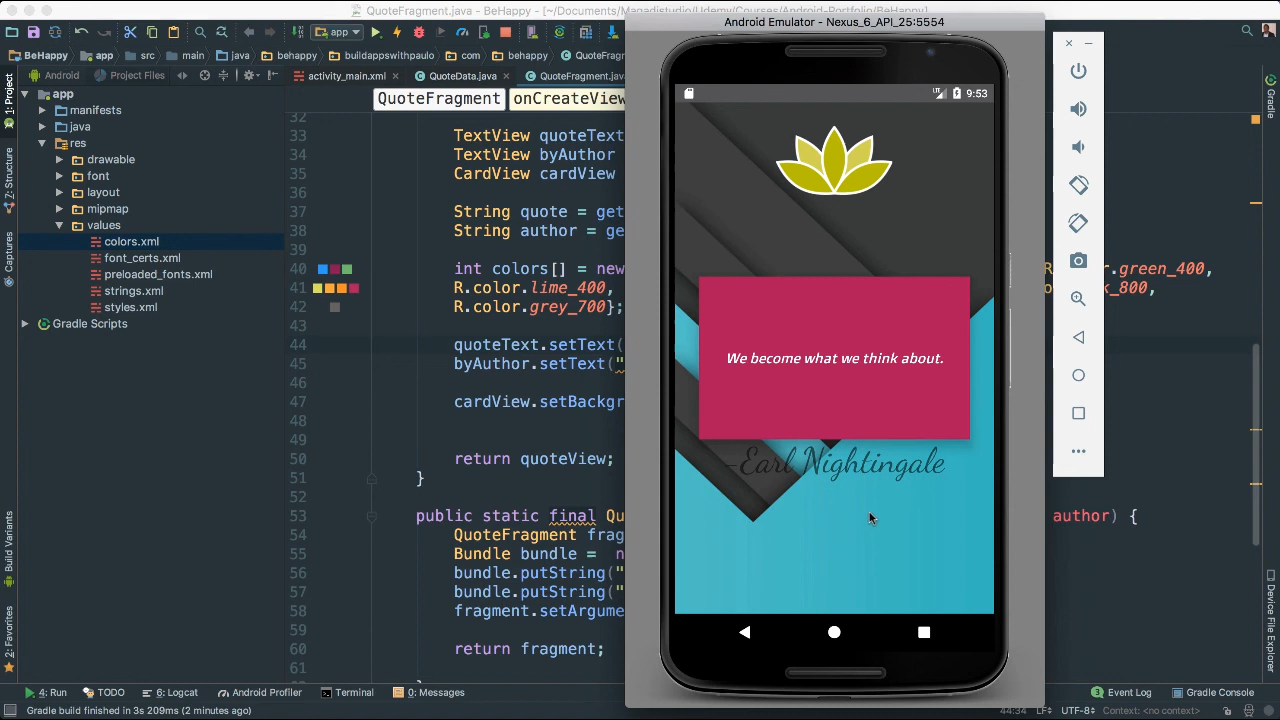 QuoteFragment.java - BeHappy - [~/Documents/Magadistudio/Udemy/Courses/Android-Portfolio/BeHappy]
Android Emulator - Nexus_6_API_25:5554
app
BeHappy
app
src
main
java
behappy
buildappswithpaulo
com
behappy
QuoteFragm
Android
Project Files
activity_main.xml
QuoteData.java
QuoteFragment.java
QuoteFragment
onCreateView
1: Project
Z: Structure
Captures
Build Variants
2: Favorites
app
manifests
java
res
drawable
font
layout
mipmap
values
colors.xml
font_certs.xml
preloaded_fonts.xml
strings.xml
styles.xml
Gradle Scripts
32
33 TextView quoteText
34 TextView byAuthor
35 CardView cardView
36
37 String quote = get
38 String author = ge
39
40 int colors[] = new
R .color.green_400,
41 R.color.lime_400,
k_800,
42 R.color.grey_700};
43
44 quoteText.setText(
45 byAuthor.setText("
46
47 cardView.setBackgr
48
49
50 return quoteView;
51 }
52
53 public static final Qu
author) {
54 QuoteFragment frag
55 Bundle bundle = n
56 bundle.putString("
57 bundle.putString("
58 fragment.setArgume
59
60 return fragment;
61
LTE
9:53
We become what we think about.
-Earl Nightingale
Gradle
Device File Explorer
4: Run
TODO
6: Logcat
Android Profiler
Terminal
0: Messages
3 Event Log
Gradle Console
Gradle build finished in 3s 209ms (2 minutes ago)
44:34
LF
UTF-8
Context: <no context>